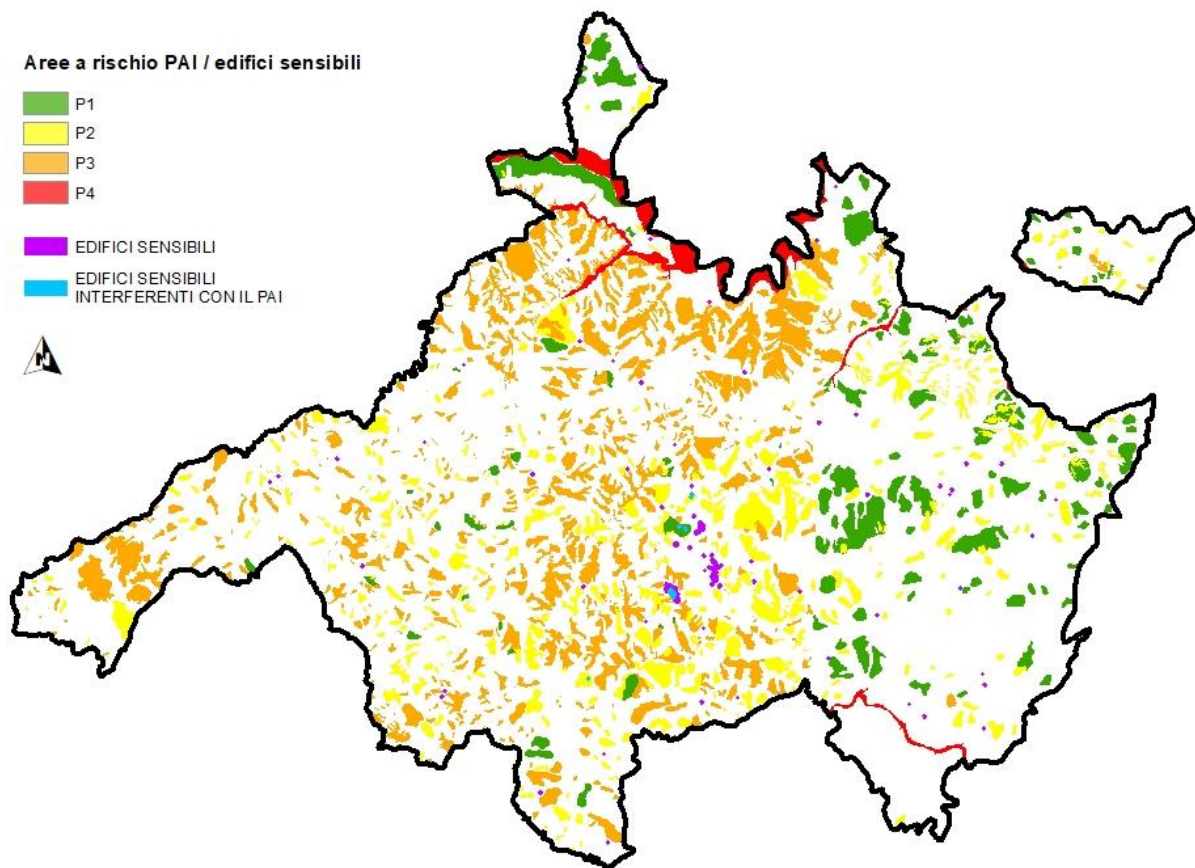 Aree a rischio PAI / edifici sensibili
P1
P2
P3
P4
EDIFICI SENSIBILI
EDIFICI SENSIBILI
INTERFERENTI CON IL PAI
N